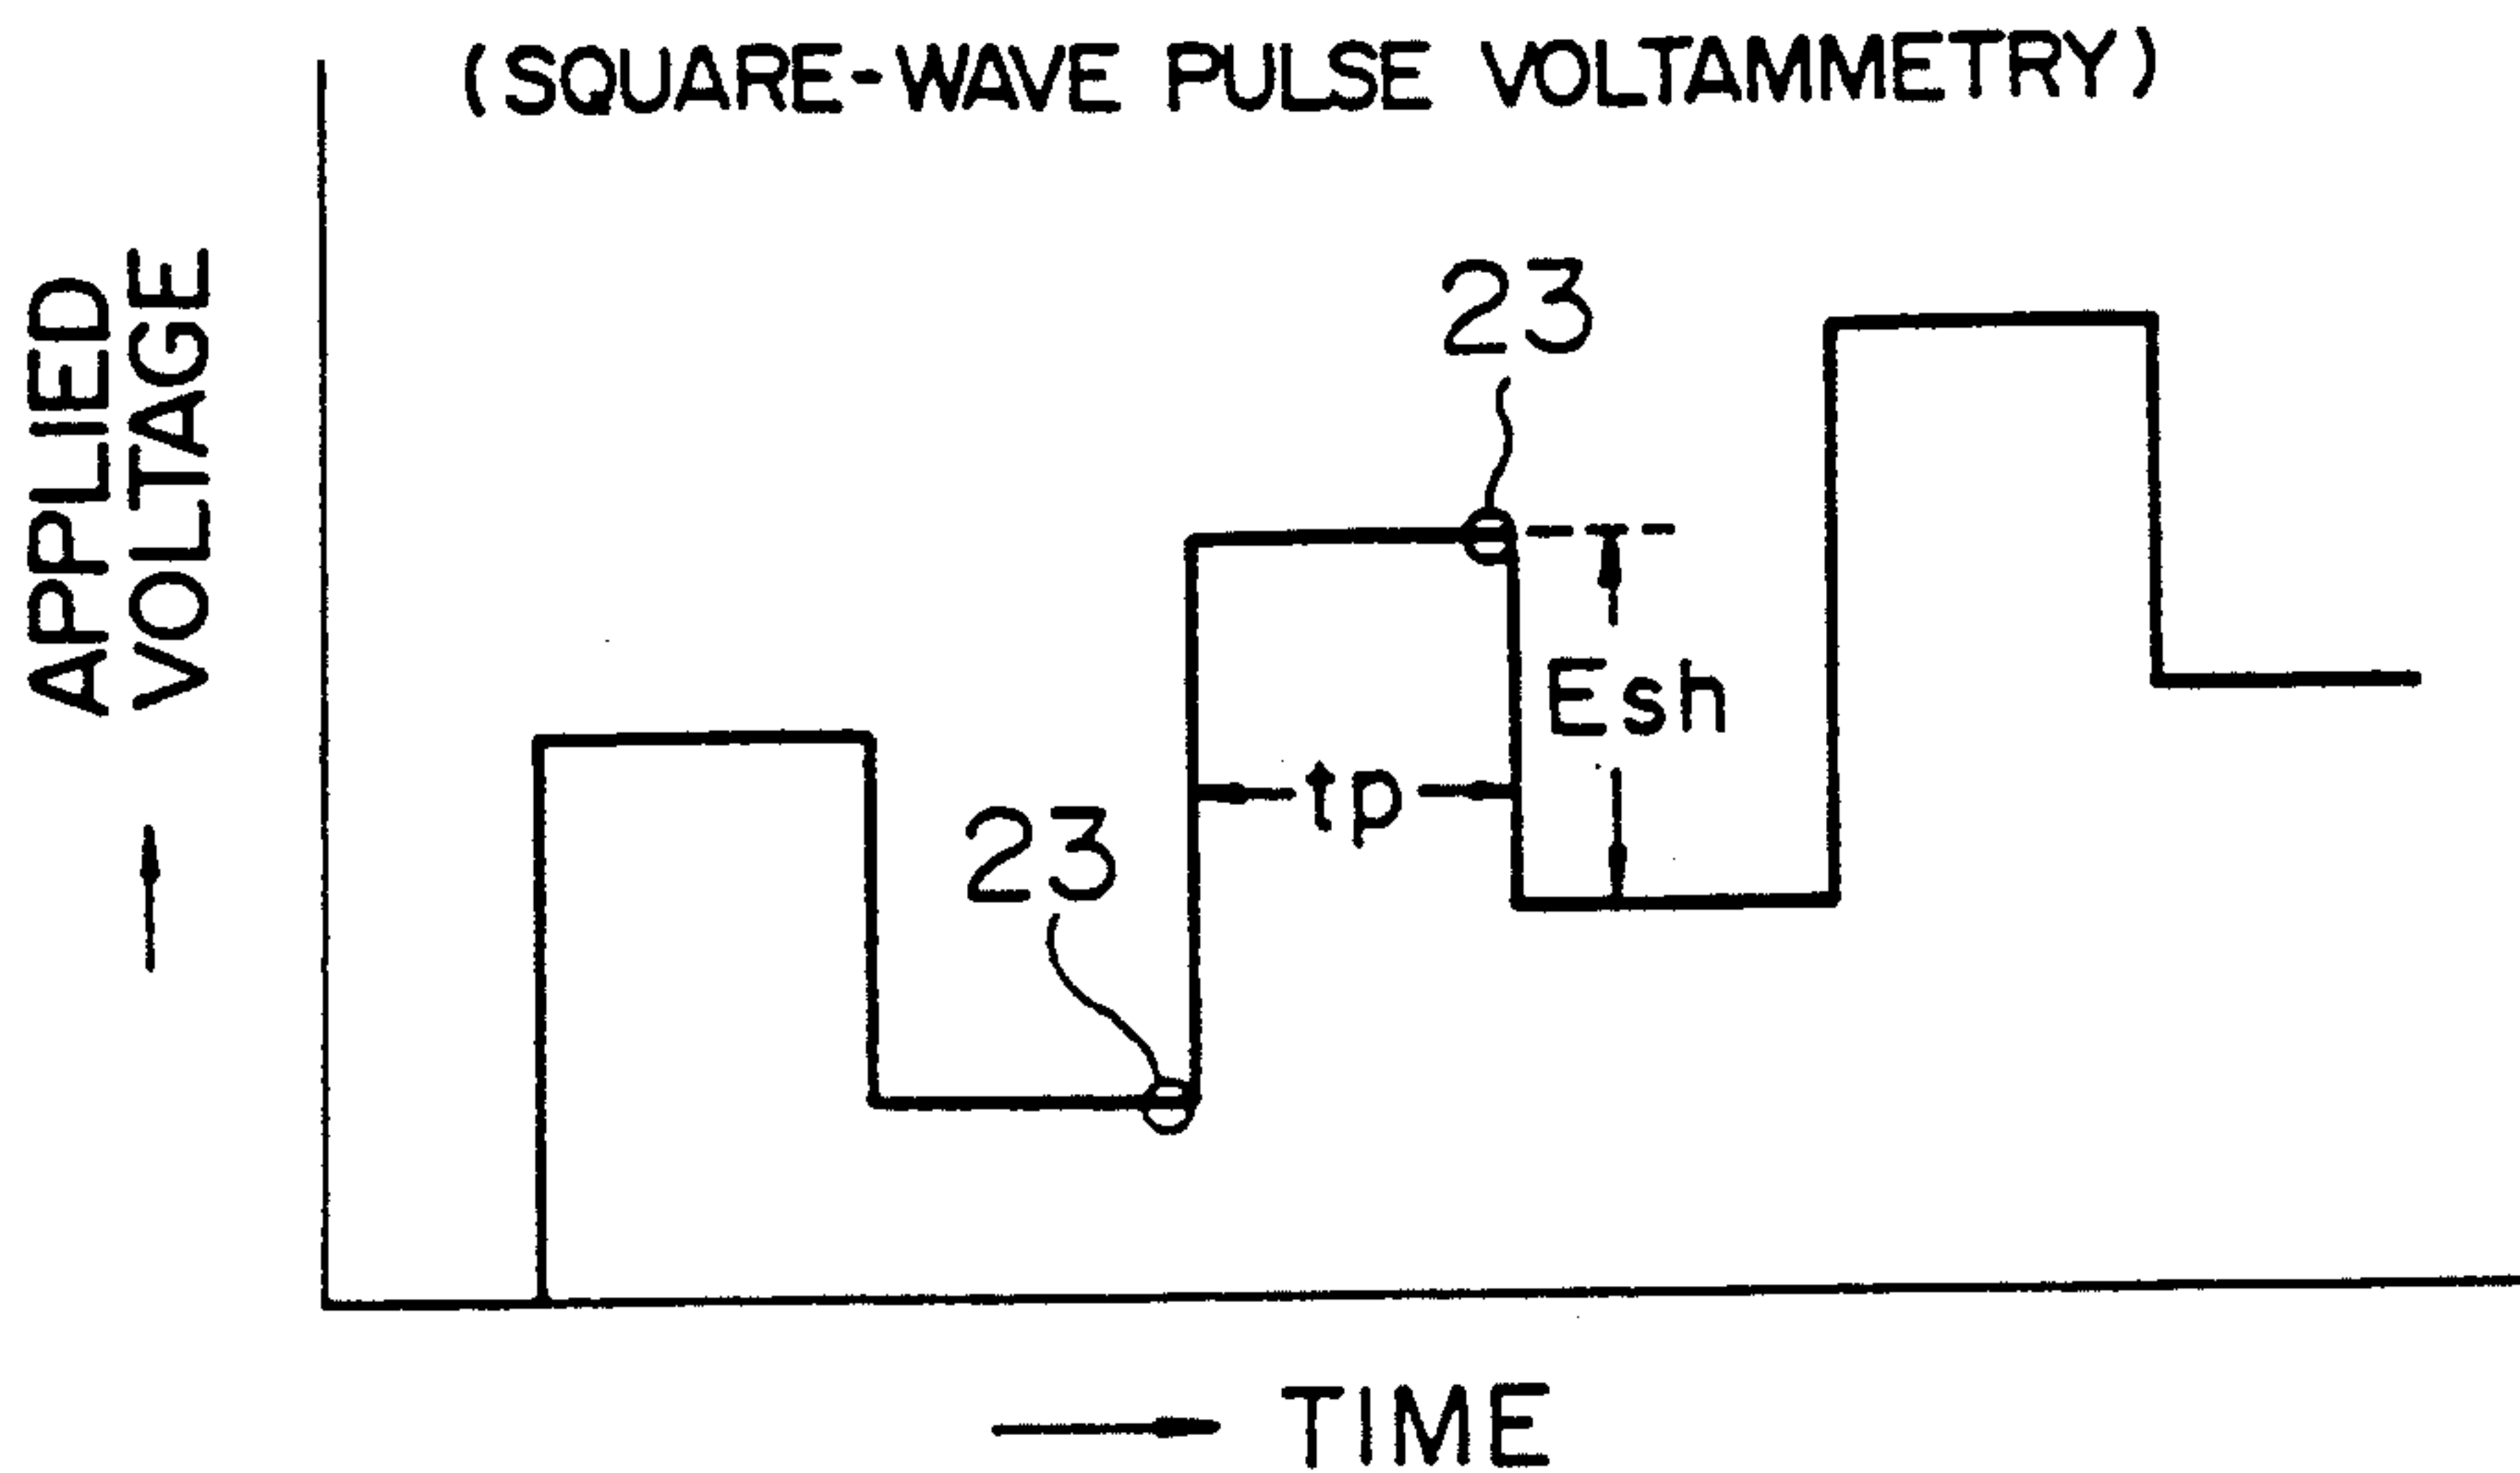 (SQUARE-WAVE PULSE VOLTAMMETRY)
APPLIED
VOLTAGE
23
Esh
tp
23
TIME